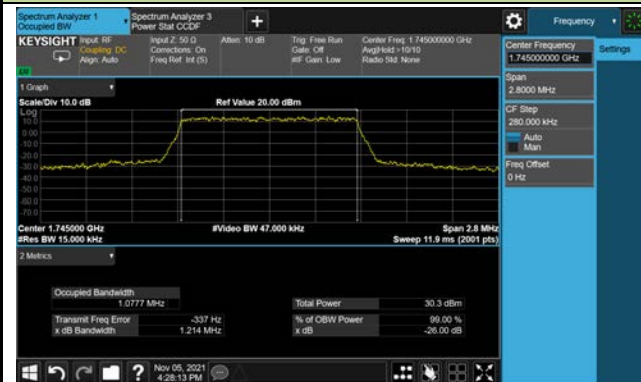 Spectrum Analyzer 1
Occupied BW
Spectrum Analyzer 3
Power Stat CCDF
Frequency
KEYSIGHT
Input: RF
Coupling: DC
Align: Auto
Input Z: 50 Ω
Corrections: On
Freq Ref: Int (S)
Atten: 10 dB
Trig: Free Run
Gate: Off
#IF Gain: Low
Center Freq: 1.745000000 GHz
Avg|Hold:>10/10
Radio Std: None
Center Frequency
1.745000000 GHz
Settings
Span
2.8000 MHz
CF Step
280.000 kHz
Auto
Man
Freq Offset
0 Hz
1 Graph
Scale/Div 10.0 dB
Ref Value 20.00 dBm
Log
10.0
0.00
-10.0
-20.0
-30.0
-40.0
-50.0
-60.0
-70.0
Center 1.745000 GHz
#Video BW 47.000 kHz
Span 2.8 MHz
#Res BW 15.000 kHz
Sweep 11.9 ms (2001 pts)
2 Metrics
Occupied Bandwidth
1.0777 MHz
Total Power
30.3 dBm
Transmit Freq Error
-337 Hz
% of OBW Power
99.00 %
x dB Bandwidth
1.214 MHz
x dB
-26.00 dB
?
Nov 05, 2021
4:28:13 PM